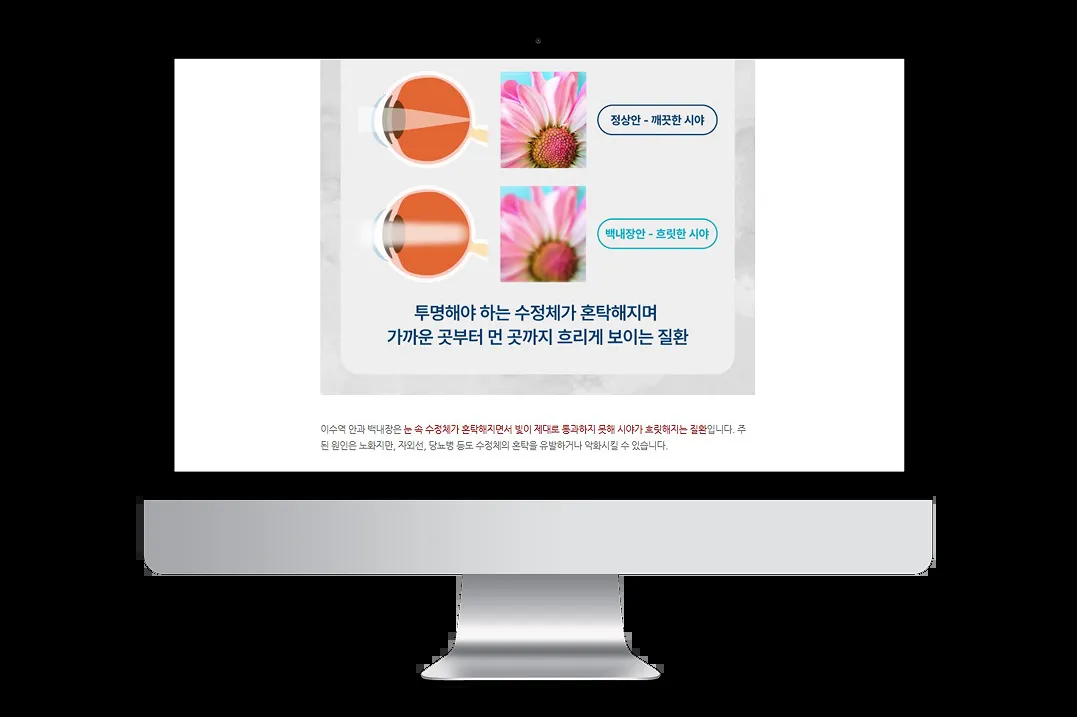 정상안 - 깨끗한 시야
백내장안 - 흐릿한 시야
투명해야 하는 수정체가 혼탁해지며
가까운 곳부터 먼 곳까지 흐리게 보이는 질환
이수역 안과 백내장은 눈 속 수정체가 혼탁해지면서 빛이 제대로 통과하지 못해 시야가 흐릿해지는 질환입니다. 주
된 원인은 노화지만, 자외선, 당뇨병 등도 수정체의 혼탁을 유발하거나 악화시킬 수 있습니다.